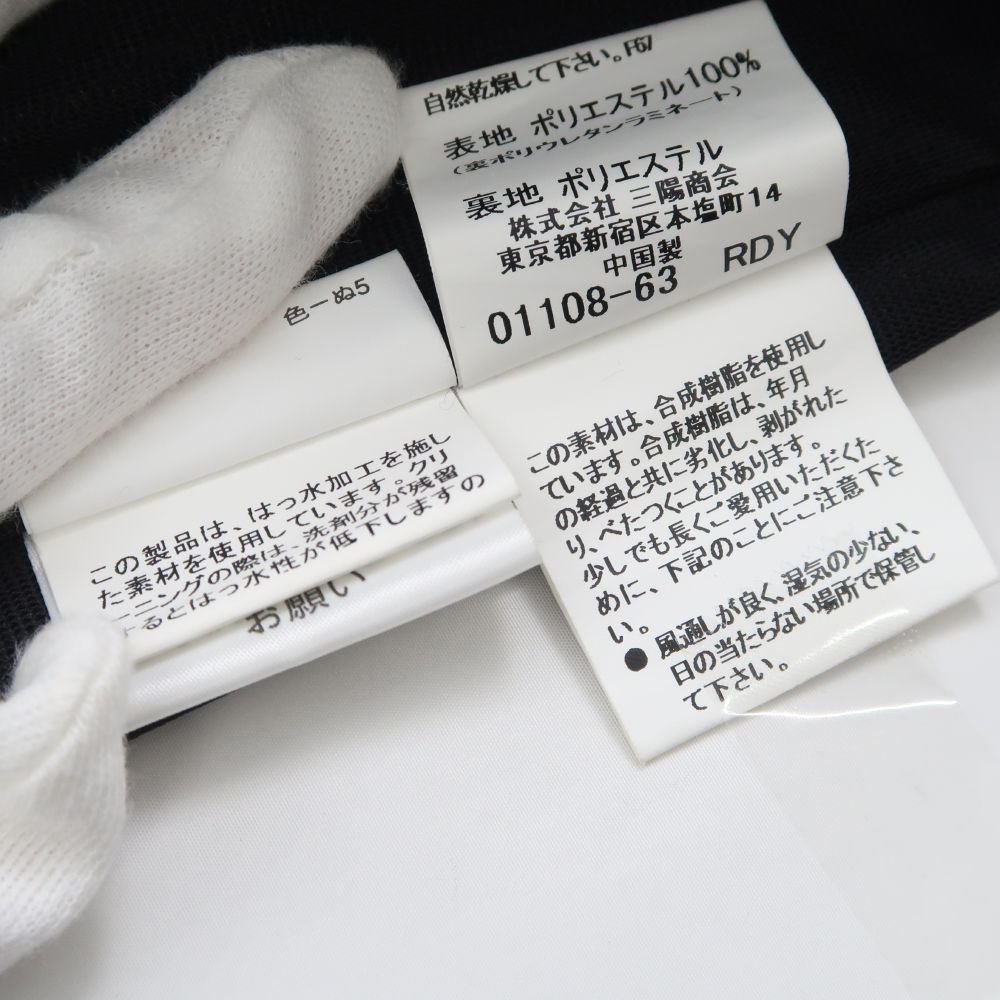 自然乾燥して下さい。F67
表地 ポリエステル100%
(裏ポリウレタンラミネート)
裏地 ポリエステル
株式会社 三陽商会
東京都新宿区本塩町14
中国製
01108-63 RDY
色ーぬ5
この製品は、はっ水加工を施し
た素材を使用しています。クリ
ーニングの際は、洗剤分が残留
するとはっ水性が低下しますの
お願い
この素材は、合成樹脂を使用し
ています。合成樹脂は、年月
の経過と共に劣化し、剥がれた
り、べたつくことがあります。
少しでも長くご愛用いただくた
めに、下記のことにご注意下さ
い。
● 風通しが良く、湿気の少ない、
日の当たらない場所で保管し
て下さい。